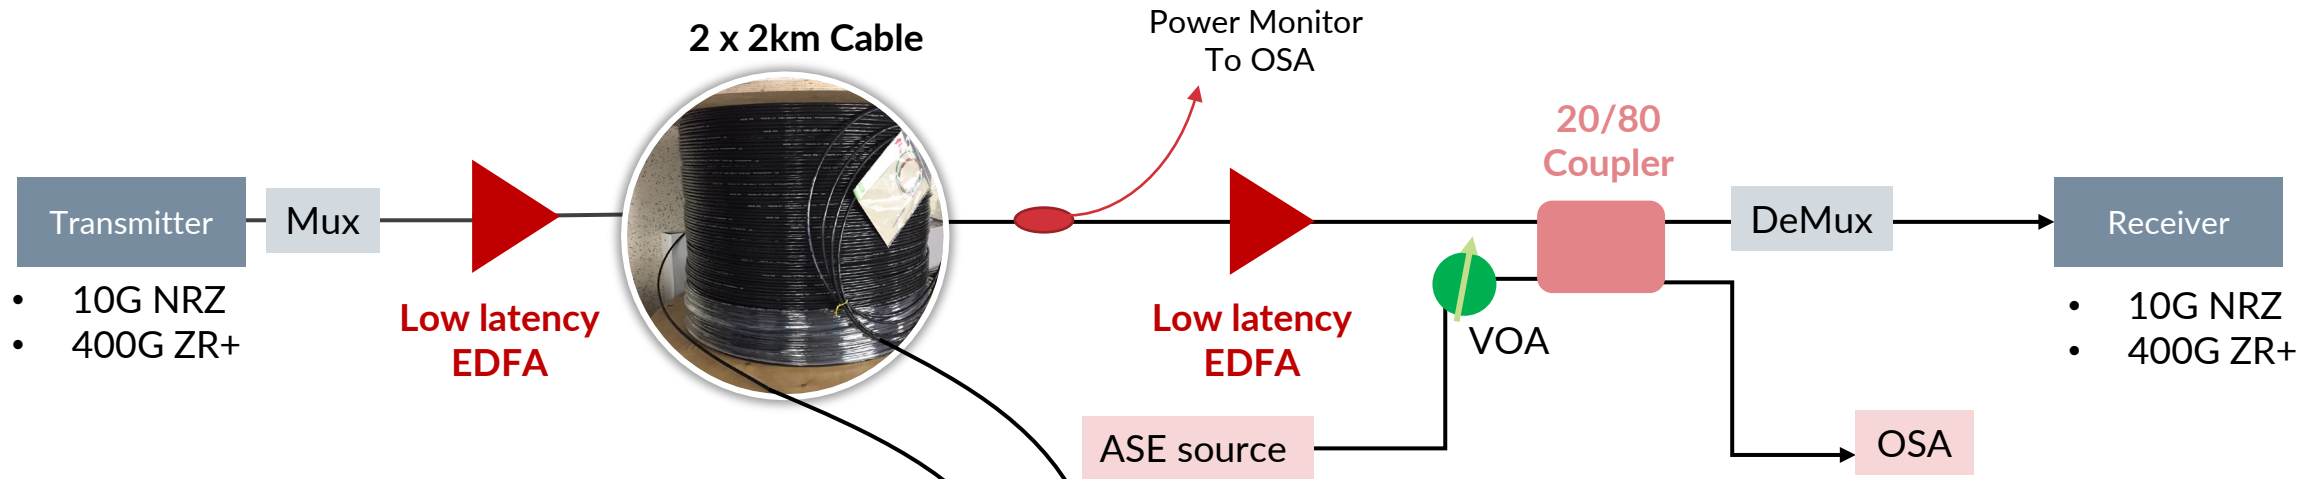 2 x 2km Cable
Power Monitor
To OSA
20/80
Coupler
Transmitter
Mux
DeMux
Receiver
• 10G NRZ
• 400G ZR+
Low latency
EDFA
Low latency
EDFA
VOA
• 10G NRZ
• 400G ZR+
ASE source
OSA